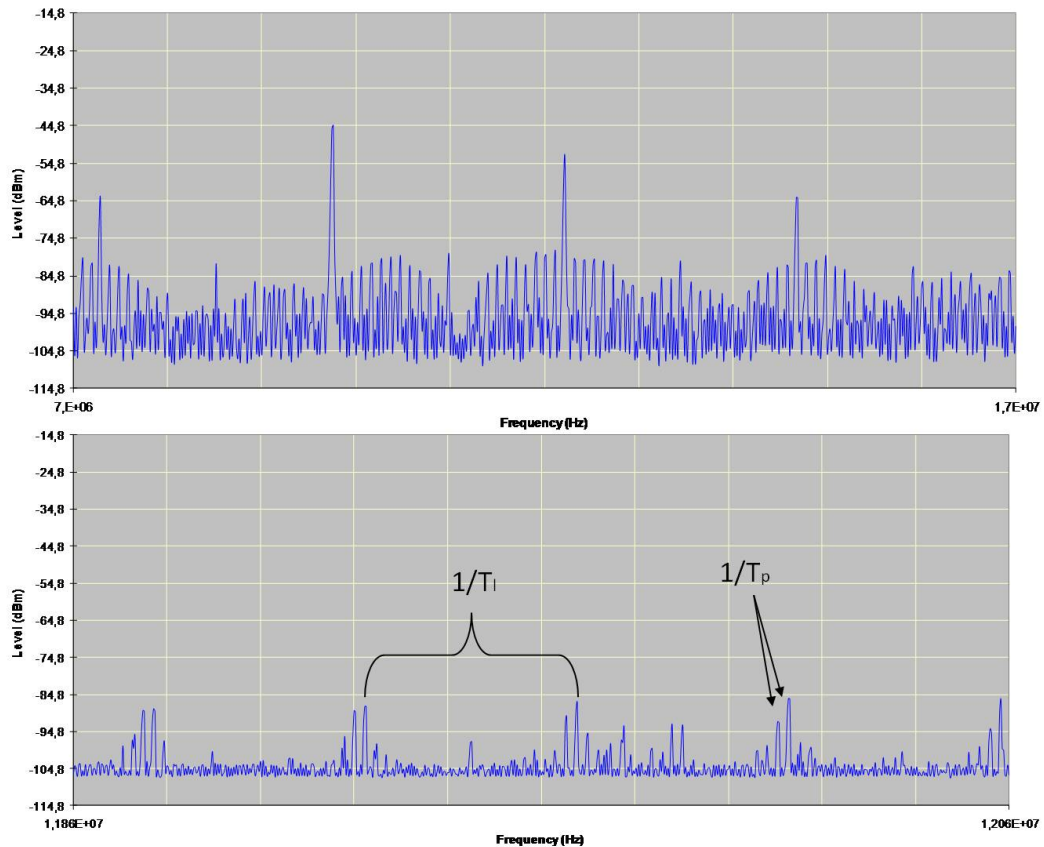 -14,8
-24,8
-34,8
-44,8
-54,8
-64,8
-74,8
-84,8
-94,8
-104,8
-114,8
Level (dBm)
7,E+06
1,7E+07
Frequency (Hz)
-14,8
-24,8
-34,8
-44,8
-54,8
-64,8
-74,8
-84,8
-94,8
-104,8
-114,8
Level (dBm)
1/Tl
1/Tp
1,186E+07
1,206E+07
Frequency (Hz)